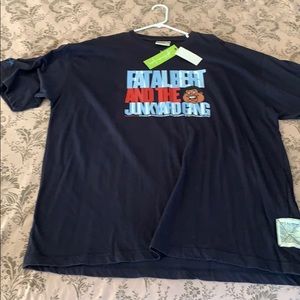 FAT ALBERT
AND THE
JUNKYARD GANG